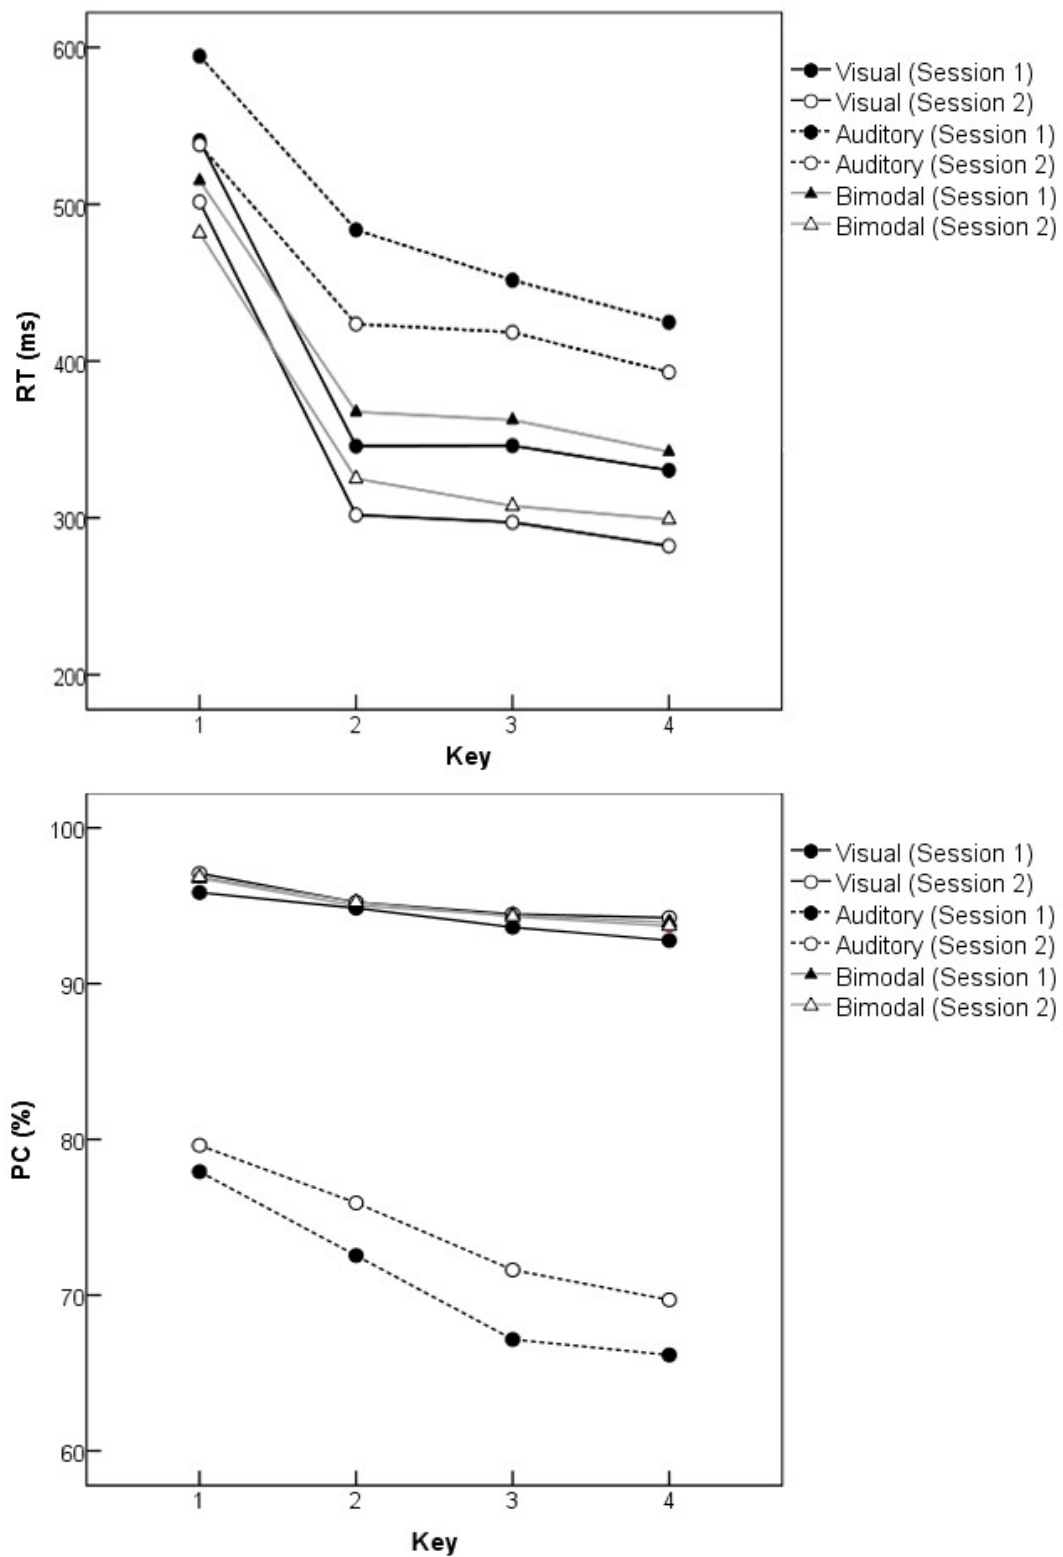 600
500
400
300
200
RT (ms)
1 2 3 4
Key
Visual (Session 1)
Visual (Session 2)
Auditory (Session 1)
Auditory (Session 2)
Bimodal (Session 1)
Bimodal (Session 2)
100
90
80
70
60
PC (%)
1 2 3 4
Key
Visual (Session 1)
Visual (Session 2)
Auditory (Session 1)
Auditory (Session 2)
Bimodal (Session 1)
Bimodal (Session 2)